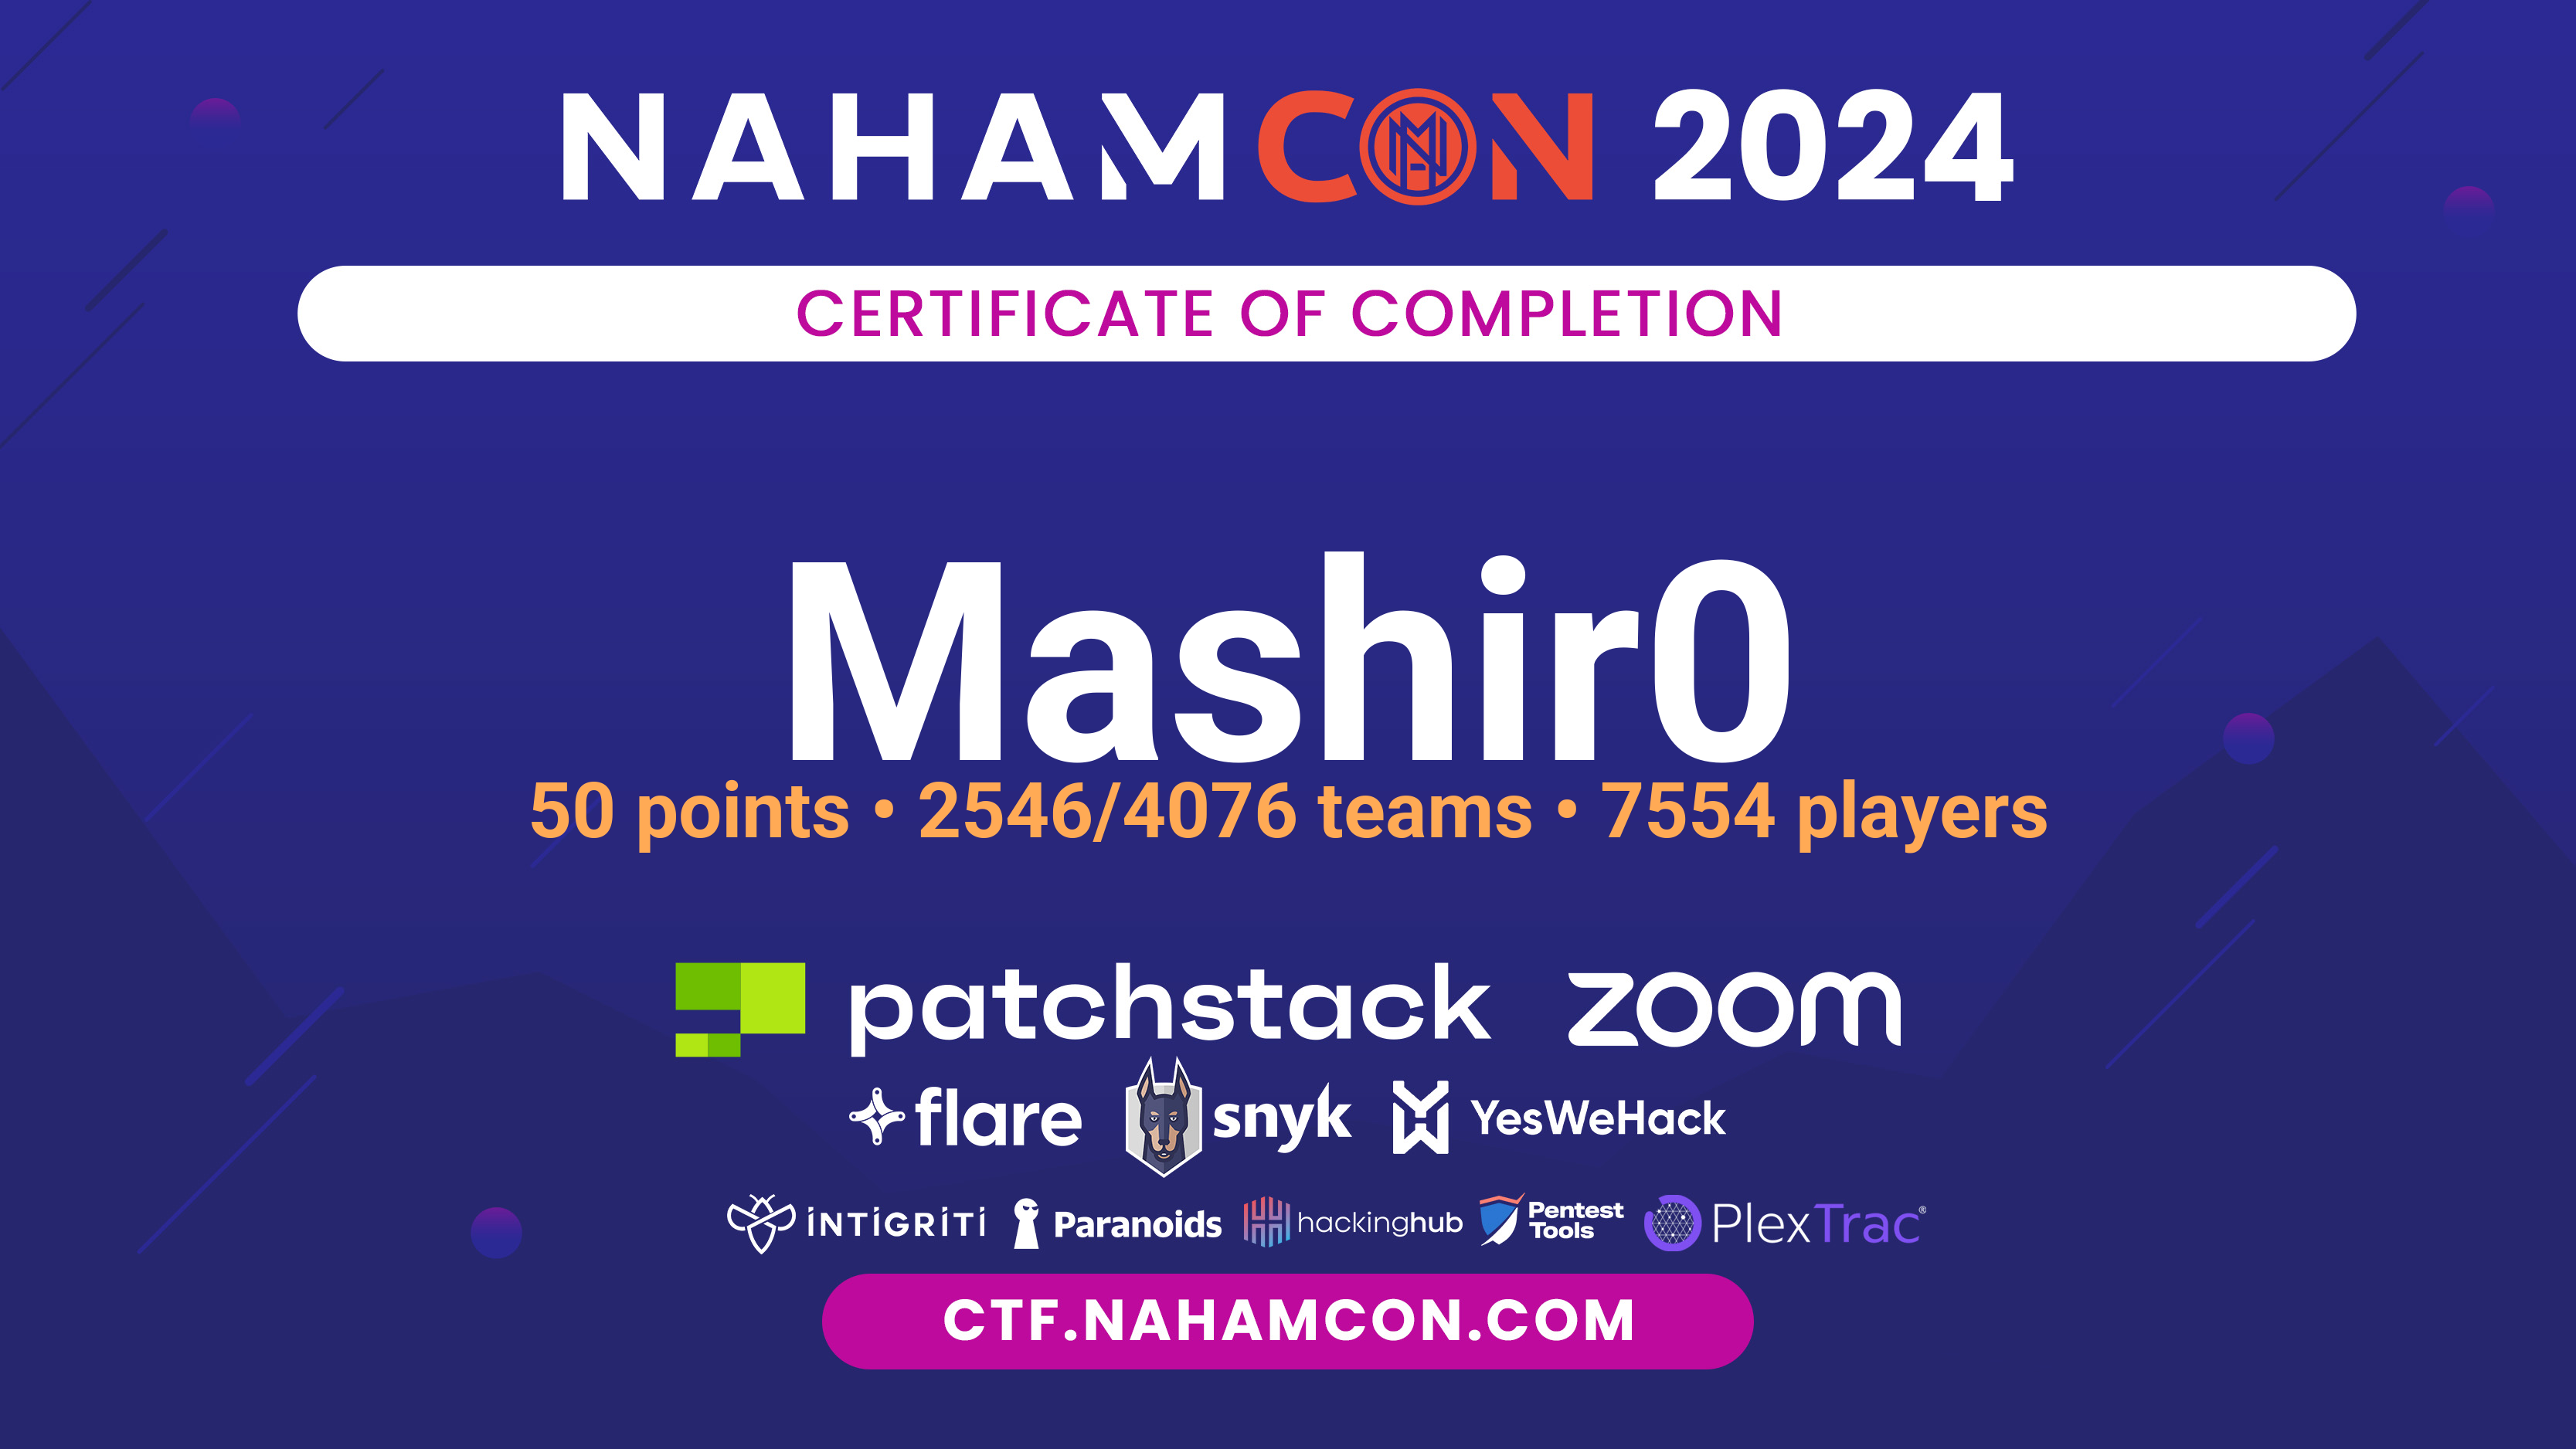 NAHAMCON 2024
CERTIFICATE OF COMPLETION
Mashir0
50 points • 2546/4076 teams • 7554 players
patchstack zoom
flare snyk YesWeHack
INTIGRITI Paranoids hackinghub Pentest Tools PlexTrac®
CTF.NAHAMCON.COM